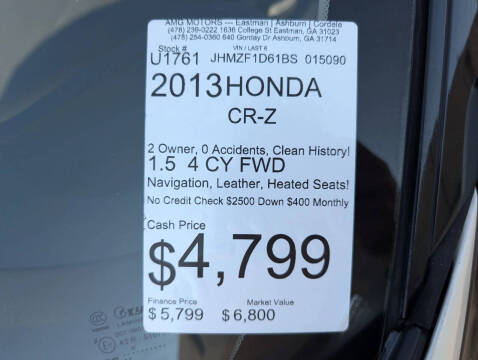 AMG MOTORS --- Eastman | Ashburn | Cordele
(478) 239-0222 1636 College St Eastman, GA 31023
(478) 254-0360 640 Gorday Dr Ashburn, GA 31714
Stock # VIN / LAST 6
U1761 JHMZF1D61BS 015090
2013HONDA
CR-Z
2 Owner, 0 Accidents, Clean History!
1.5 4 CY FWD
Navigation, Leather, Heated Seats!
No Credit Check $2500 Down $400 Monthly
Cash Price
$4,799
Finance Price Market Value
$5,799 $6,800